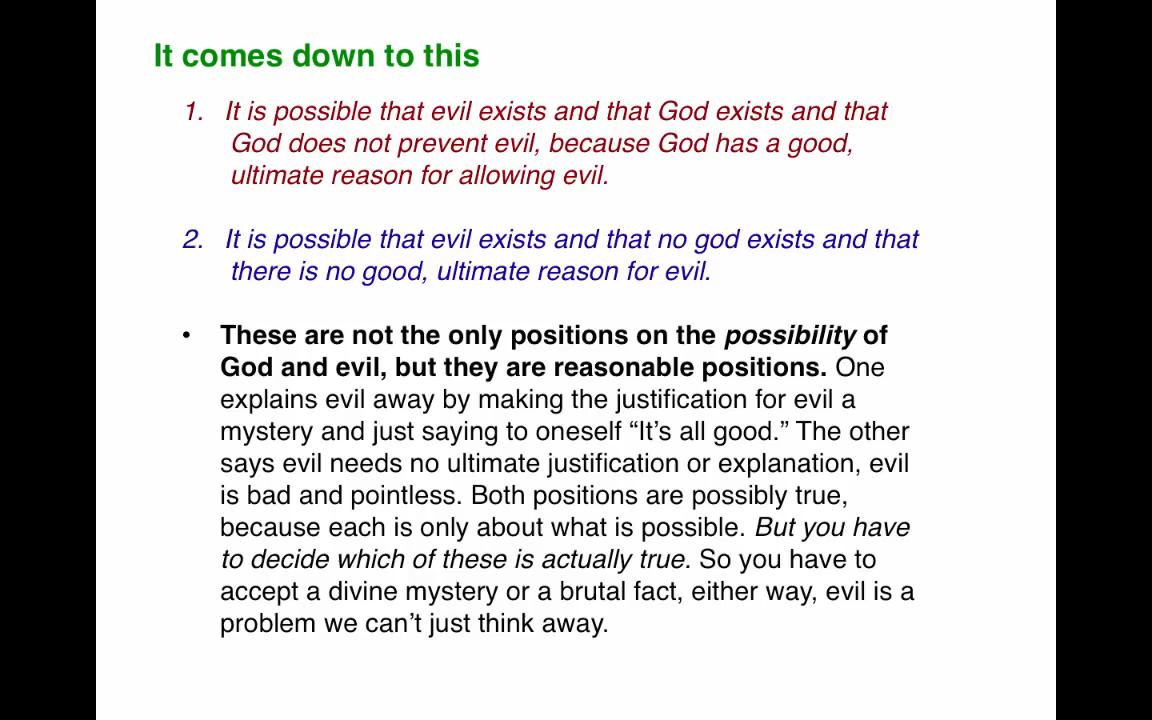 It comes down to this
1. It is possible that evil exists and that God exists and that
God does not prevent evil, because God has a good,
ultimate reason for allowing evil.
2. It is possible that evil exists and that no god exists and that
there is no good, ultimate reason for evil.
• These are not the only positions on the possibility of
God and evil, but they are reasonable positions. One
explains evil away by making the justification for evil a
mystery and just saying to oneself “It’s all good.” The other
says evil needs no ultimate justification or explanation, evil
is bad and pointless. Both positions are possibly true,
because each is only about what is possible. But you have
to decide which of these is actually true. So you have to
accept a divine mystery or a brutal fact, either way, evil is a
problem we can’t just think away.